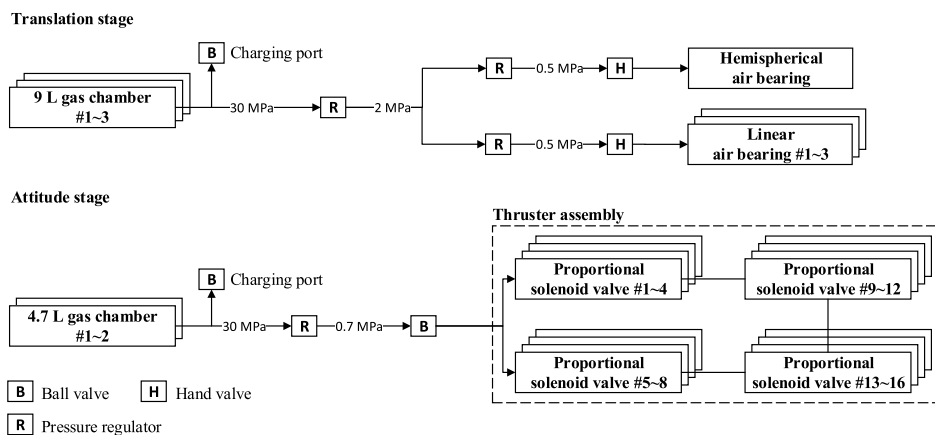 Translation stage
B Charging port
9 L gas chamber
#1~3
30 MPa
R
2 MPa
R
0.5 MPa
H
Hemispherical
air bearing
R
0.5 MPa
H
Linear
air bearing #1~3
Attitude stage
B Charging port
4.7 L gas chamber
#1~2
30 MPa
R
0.7 MPa
B
Thruster assembly
Proportional
solenoid valve #1~4
Proportional
solenoid valve #9~12
Proportional
solenoid valve #5~8
Proportional
solenoid valve #13~16
B Ball valve
H Hand valve
R Pressure regulator